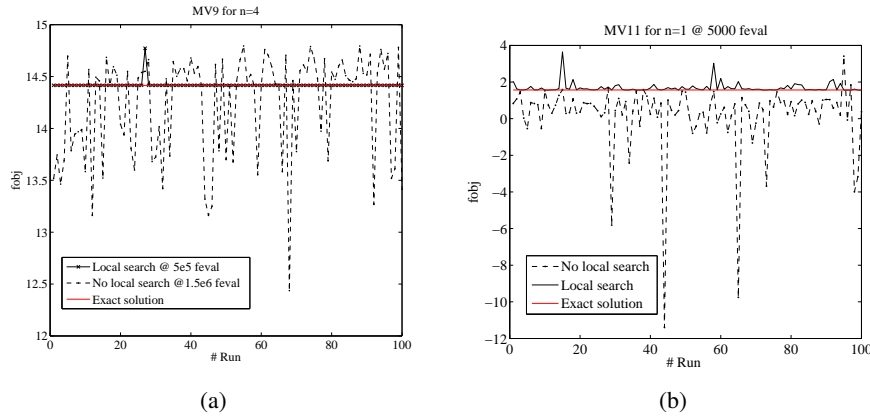 MV9 for n=4
15
14.5
14
13.5
13
12.5
12
fobj
0
20
40
60
80
100
# Run
Local search @ 5e5 feval
No local search @1.5e6 feval
Exact solution
(a)
MV11 for n=1 @ 5000 feval
4
2
0
−2
−4
−6
−8
−10
−12
fobj
0
20
40
60
80
100
# Run
No local search
Local search
Exact solution
(b)